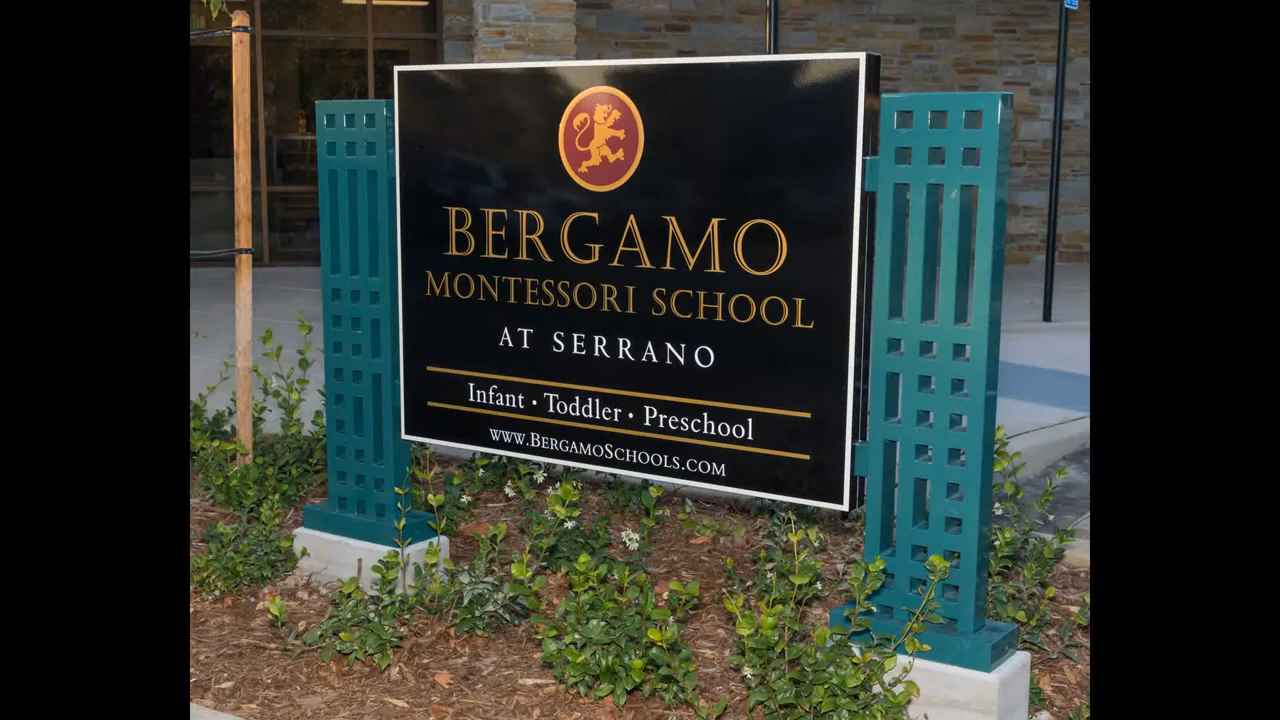 BERGAMO
MONTESSORI SCHOOL
AT SERRANO
Infant • Toddler • Preschool
www.BergamoSchools.com